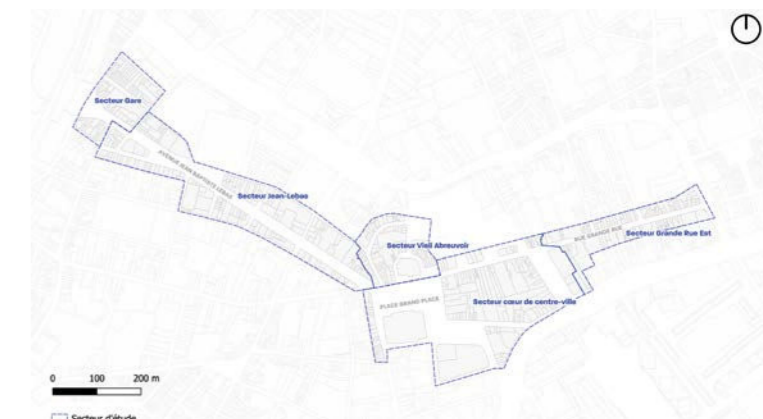 Secteur Gare
AVENUE JEAN BAPTISTE LEBAS
Secteur Jean-Lebas
Secteur Vieil Abreuvoir
RUE GRANDE RUE
Secteur Grande Rue Est
PLACE GRAND PLACE
Secteur cœur de centre-ville
0 100 200 m
Secteur d'étude